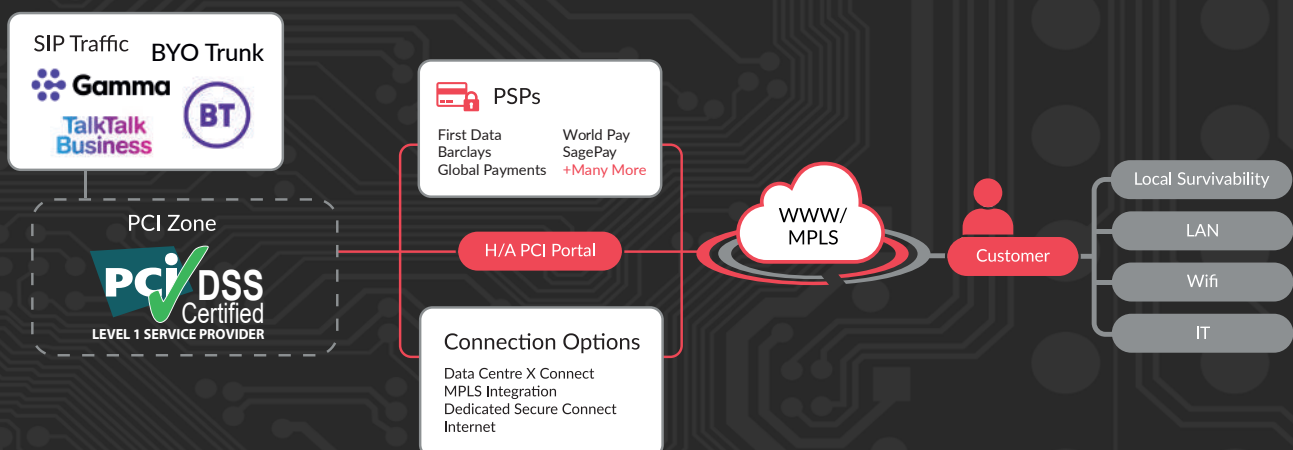 SIP Traffic
BYO Trunk
Gamma
BT
TalkTalk
Business
PCI Zone
PCi DSS
Certified
LEVEL 1 SERVICE PROVIDER
PSPs
First Data World Pay
Barclays SagePay
Global Payments +Many More
H/A PCI Portal
Connection Options
Data Centre X Connect
MPLS Integration
Dedicated Secure Connect
Internet
WWW/
MPLS
Customer
Local Survivability
LAN
Wifi
IT